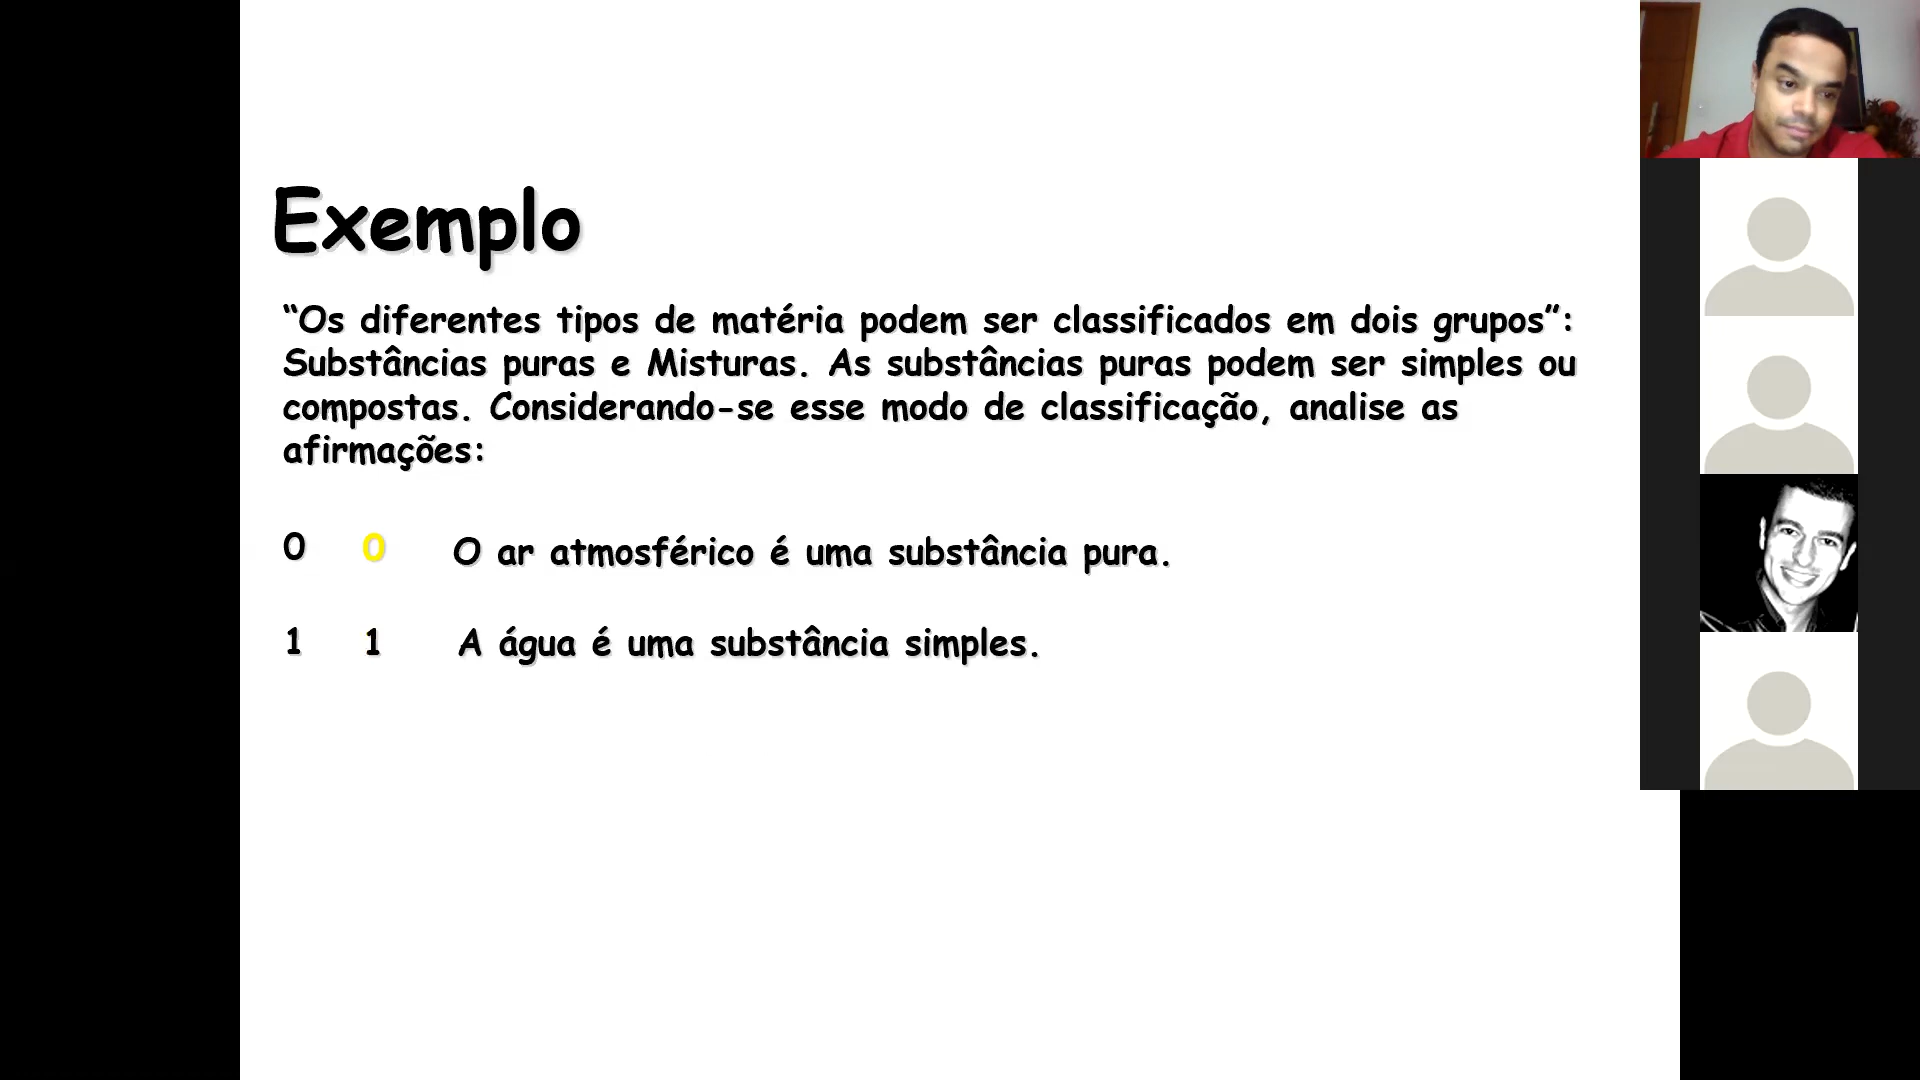 Exemplo
“Os diferentes tipos de matéria podem ser classificados em dois grupos”:
Substâncias puras e Misturas. As substâncias puras podem ser simples ou
compostas. Considerando-se esse modo de classificação, analise as
afirmações:
0 0 O ar atmosférico é uma substância pura.
1 1 A água é uma substância simples.